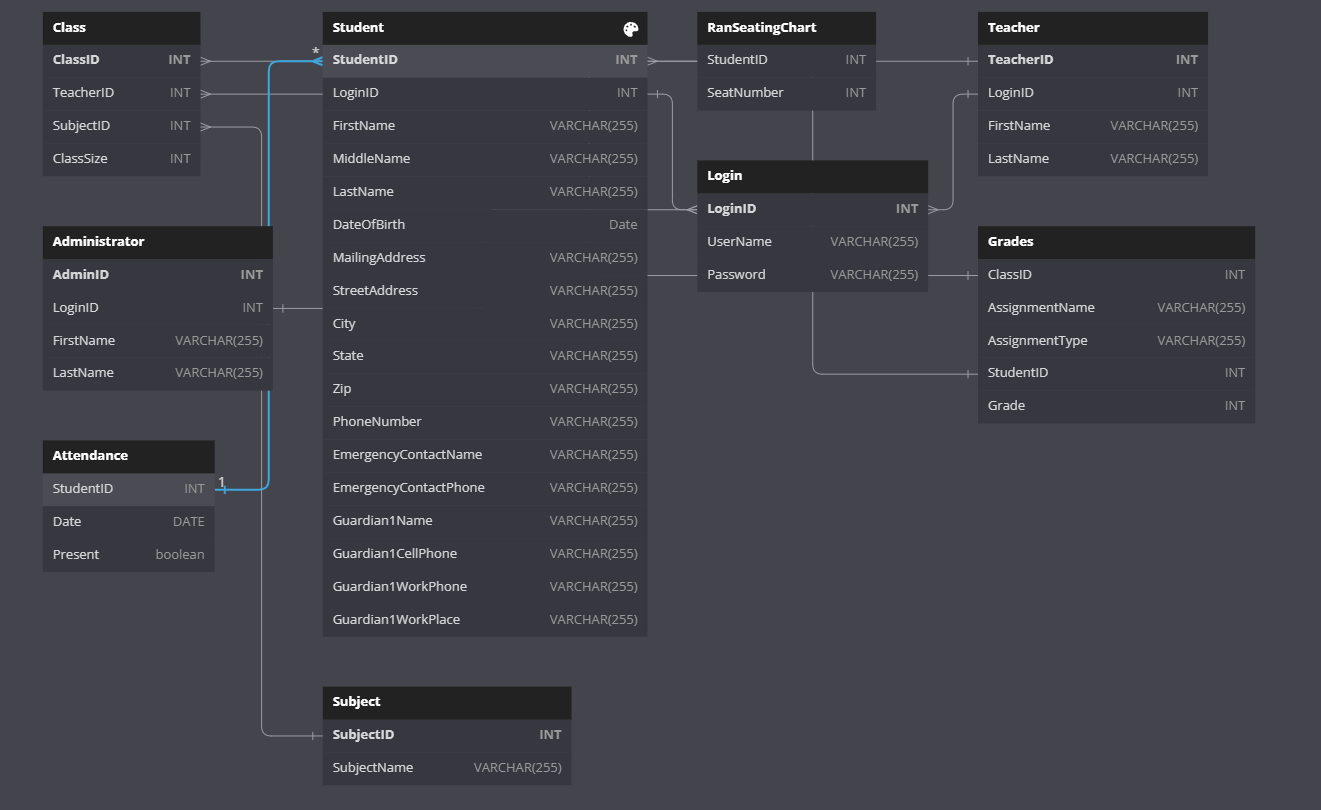 Class
ClassID INT
TeacherID INT
SubjectID INT
ClassSize INT
Administrator
AdminID INT
LoginID INT
FirstName VARCHAR(255)
LastName VARCHAR(255)
Attendance
StudentID INT
Date DATE
Present boolean
1
*
Student
StudentID INT
LoginID INT
FirstName VARCHAR(255)
MiddleName VARCHAR(255)
LastName VARCHAR(255)
DateOfBirth Date
MailingAddress VARCHAR(255)
StreetAddress VARCHAR(255)
City VARCHAR(255)
State VARCHAR(255)
Zip VARCHAR(255)
PhoneNumber VARCHAR(255)
EmergencyContactName VARCHAR(255)
EmergencyContactPhone VARCHAR(255)
Guardian1Name VARCHAR(255)
Guardian1CellPhone VARCHAR(255)
Guardian1WorkPhone VARCHAR(255)
Guardian1WorkPlace VARCHAR(255)
Subject
SubjectID INT
SubjectName VARCHAR(255)
RanSeatingChart
StudentID INT
SeatNumber INT
Login
LoginID INT
UserName VARCHAR(255)
Password VARCHAR(255)
Teacher
TeacherID INT
LoginID INT
FirstName VARCHAR(255)
LastName VARCHAR(255)
Grades
ClassID INT
AssignmentName VARCHAR(255)
AssignmentType VARCHAR(255)
StudentID INT
Grade INT